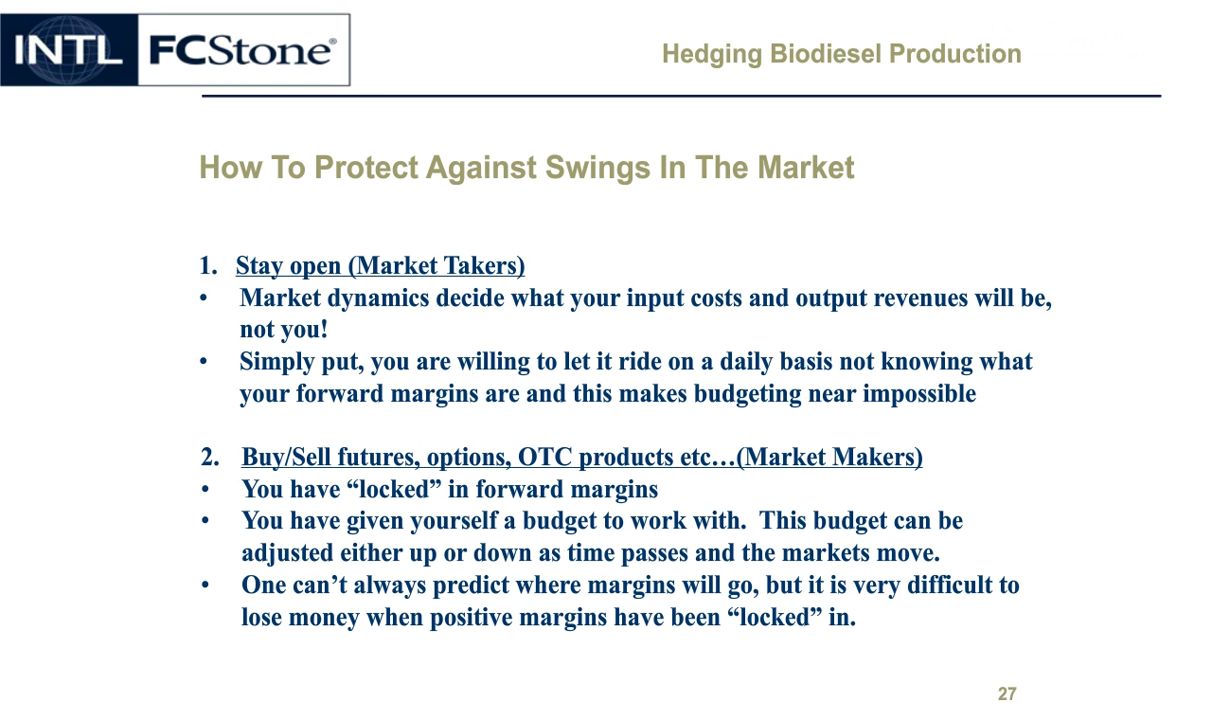 INTL FCStone®
Hedging Biodiesel Production
How To Protect Against Swings In The Market
1. Stay open (Market Takers)
• Market dynamics decide what your input costs and output revenues will be,
not you!
• Simply put, you are willing to let it ride on a daily basis not knowing what
your forward margins are and this makes budgeting near impossible
2. Buy/Sell futures, options, OTC products etc…(Market Makers)
• You have “locked” in forward margins
• You have given yourself a budget to work with.  This budget can be
adjusted either up or down as time passes and the markets move.
• One can’t always predict where margins will go, but it is very difficult to
lose money when positive margins have been “locked” in.
27